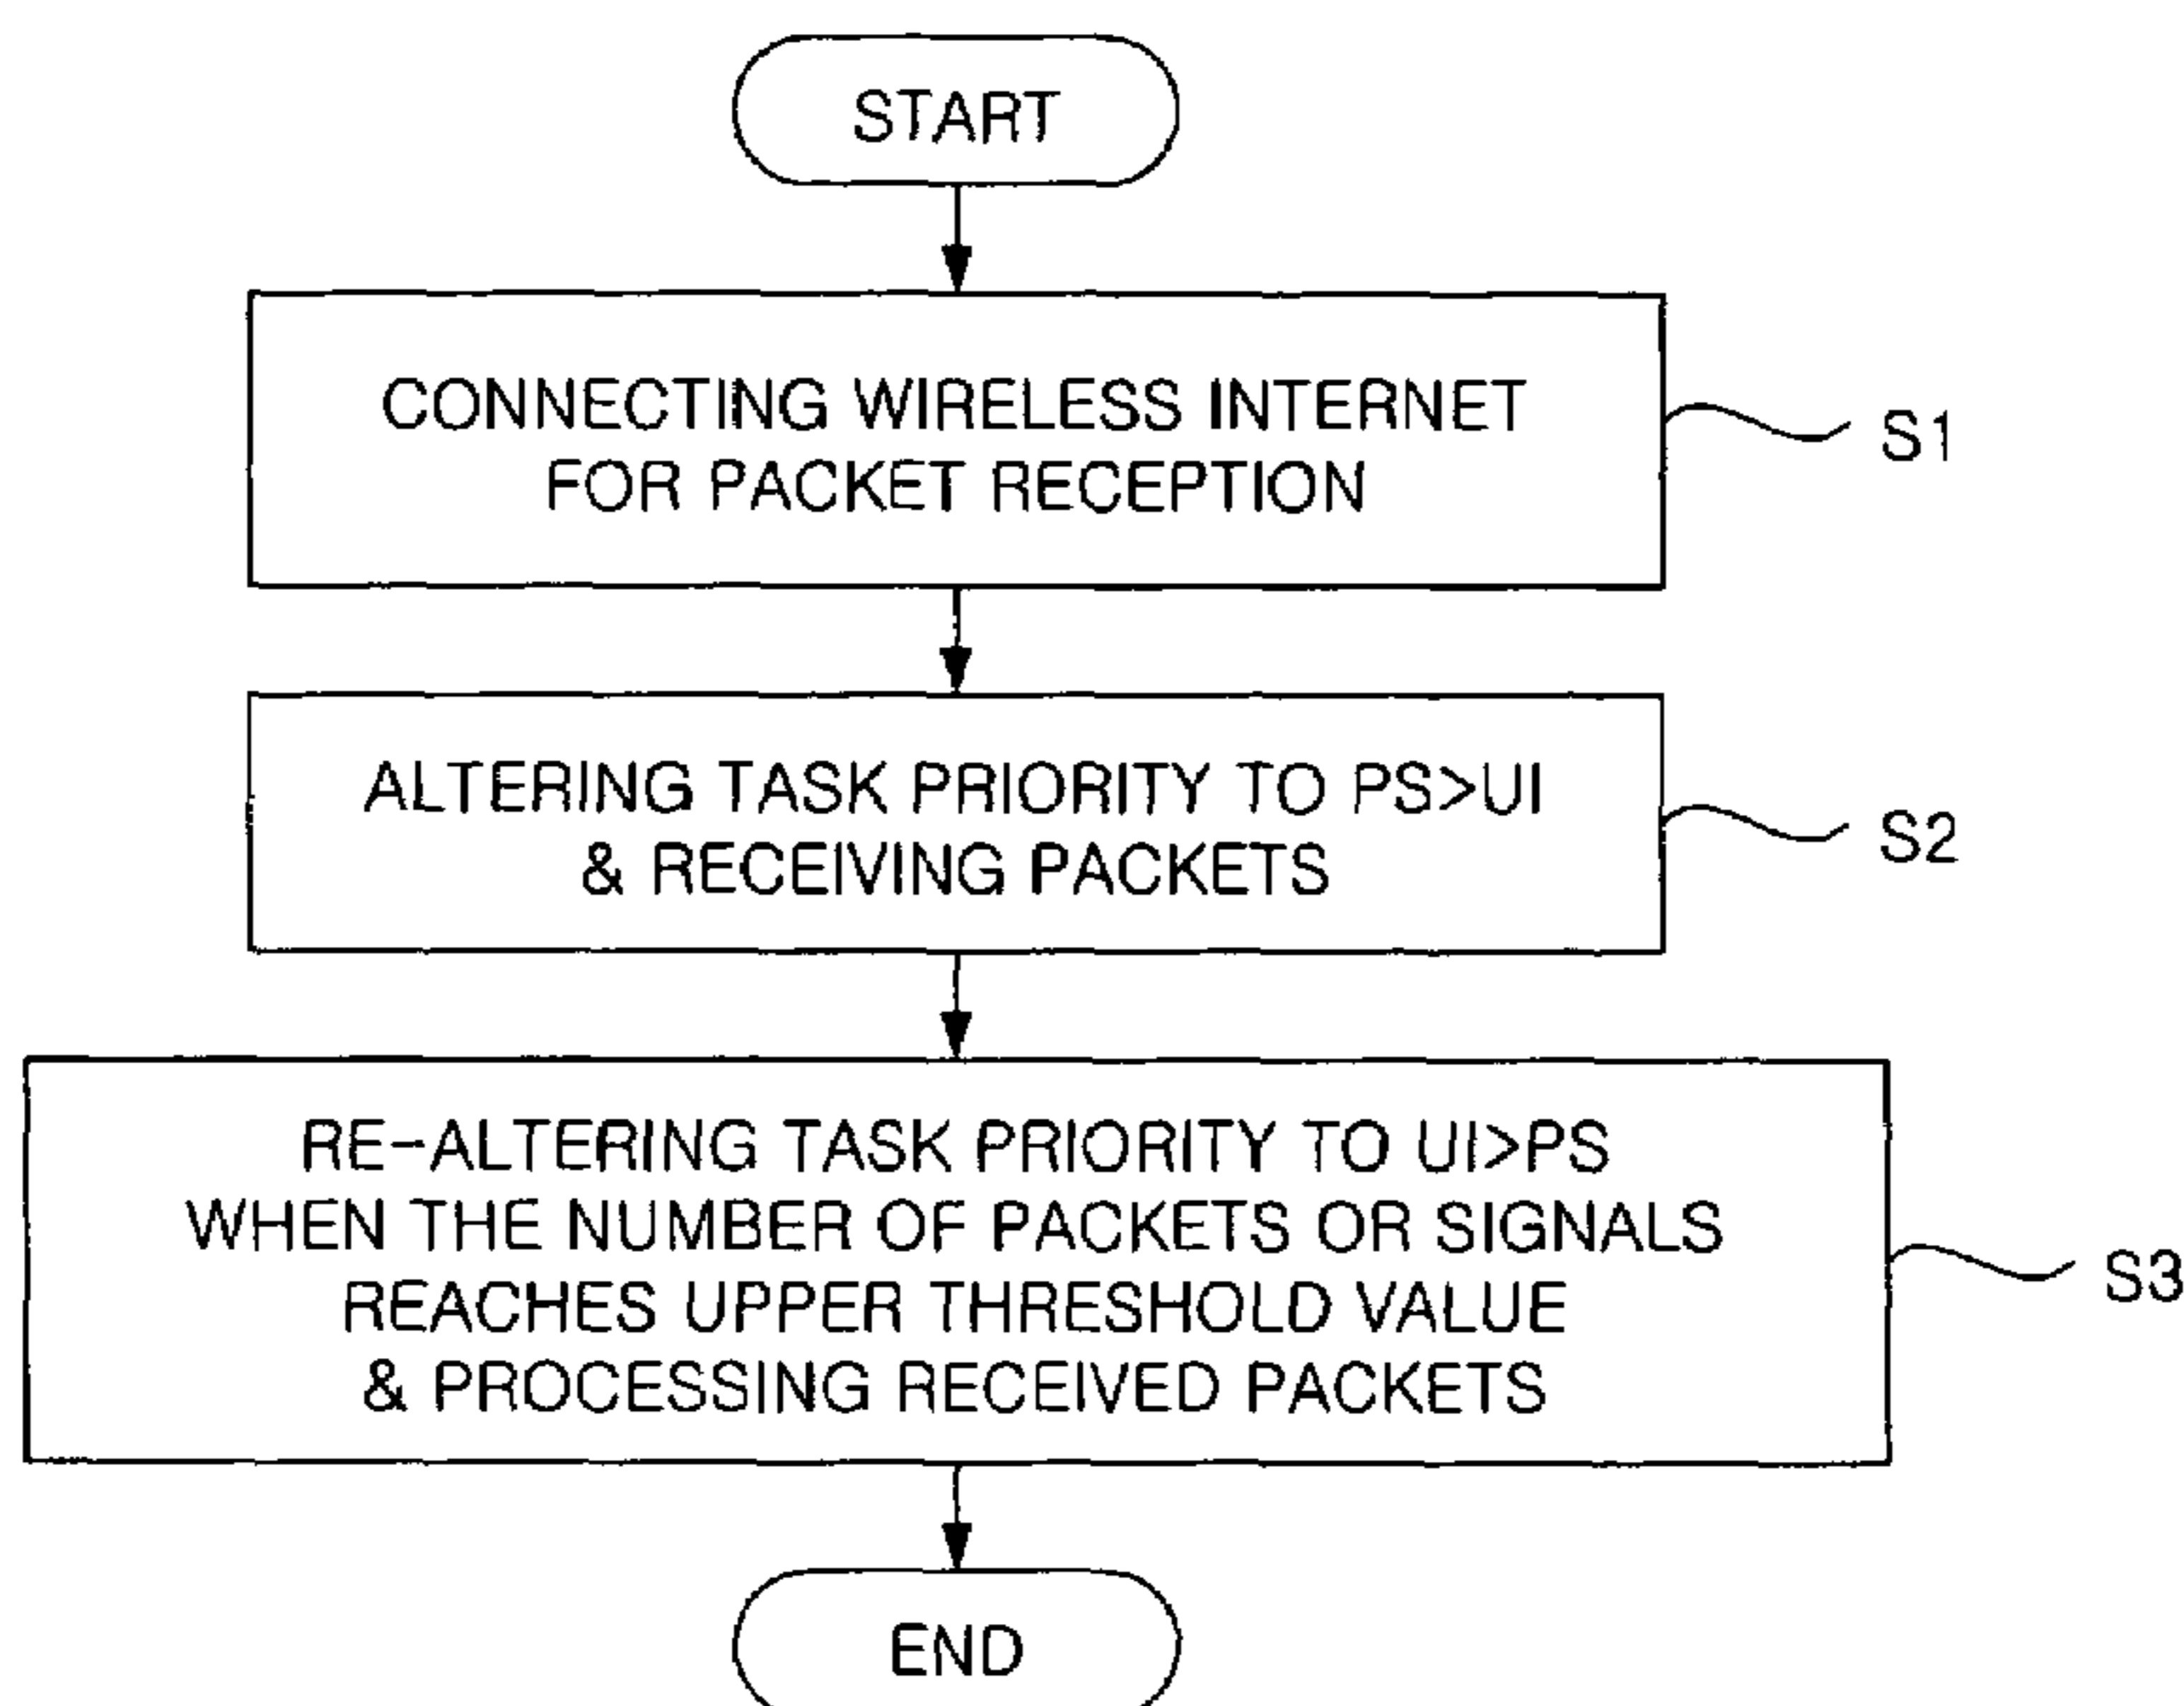 START
CONNECTING WIRELESS INTERNET
FOR PACKET RECEPTION
S1
ALTERING TASK PRIORITY TO PS>UI
& RECEIVING PACKETS
S2
RE-ALTERING TASK PRIORITY TO UI>PS
WHEN THE NUMBER OF PACKETS OR SIGNALS
REACHES UPPER THRESHOLD VALUE
& PROCESSING RECEIVED PACKETS
S3
END